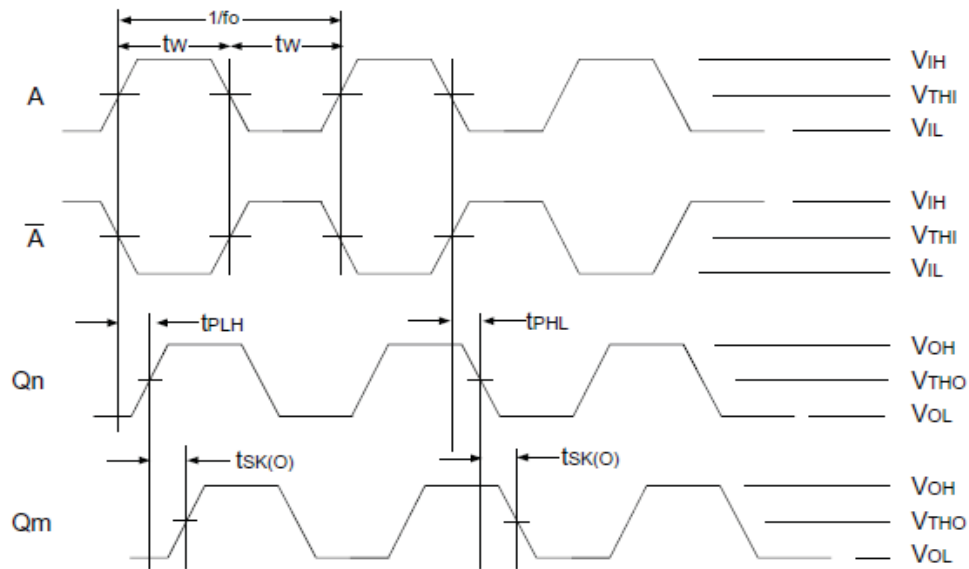 1/fo
tW tW
A
VIH
VTHI
VIL
A̅
VIH
VTHI
VIL
tPLH
tPHL
Qn
VOH
VTHO
VOL
tSK(O)
tSK(O)
Qm
VOH
VTHO
VOL